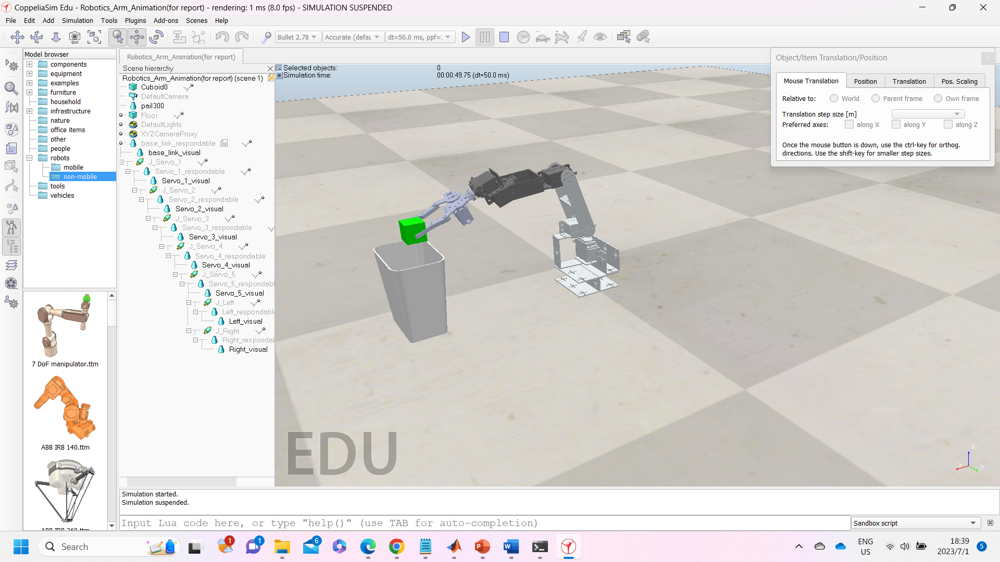 CoppeliaSim Edu - Robotics_Arm_Animation(for report) - rendering: 1 ms (8.0 fps) - SIMULATION SUSPENDED
File Edit Add Simulation Tools Plugins Add-ons Scenes Help
Bullet 2.78
Accurate (defau
dt=50.0 ms, ppf=
Model browser
components
equipment
examples
furniture
household
infrastructure
nature
office items
other
people
robots
mobile
non-mobile
tools
vehicles
7 DoF manipulator.ttm
ABB IRB 140.ttm
ABB IRB 360.ttm
Robotics_Arm_Animation(for report)
Scene hierarchy
Robotics_Arm_Animation(for report) (scene 1)
Cuboid0
DefaultCamera
pail300
Floor
DefaultLights
XYZCameraProxy
base_link_respondable
base_link_visual
J_Servo_1
Servo_1_respondable
Servo_1_visual
J_Servo_2
Servo_2_respondable
Servo_2_visual
J_Servo_3
Servo_3_respondable
Servo_3_visual
J_Servo_4
Servo_4_respondable
Servo_4_visual
J_Servo_5
Servo_5_respondabl
Servo_5_visual
J_Left
Left_respondabl
Left_visual
J_Right
Right_respondab
Right_visual
Selected objects: 0
Simulation time: 00:00:49.75 (dt=50.0 ms)
EDU
z
x
y
Object/Item Translation/Position
Mouse Translation Position Translation Pos. Scaling
Relative to: World Parent frame Own frame
Translation step size [m]
Preferred axes: along X along Y along Z
Once the mouse button is down, use the ctrl-key for orthog.
directions. Use the shift-key for smaller step sizes.
Simulation started.
Simulation suspended.
Input Lua code here, or type "help()" (use TAB for auto-completion)
Sandbox script
Search
1
1
6
ENG
US
18:39
2023/7/1
5